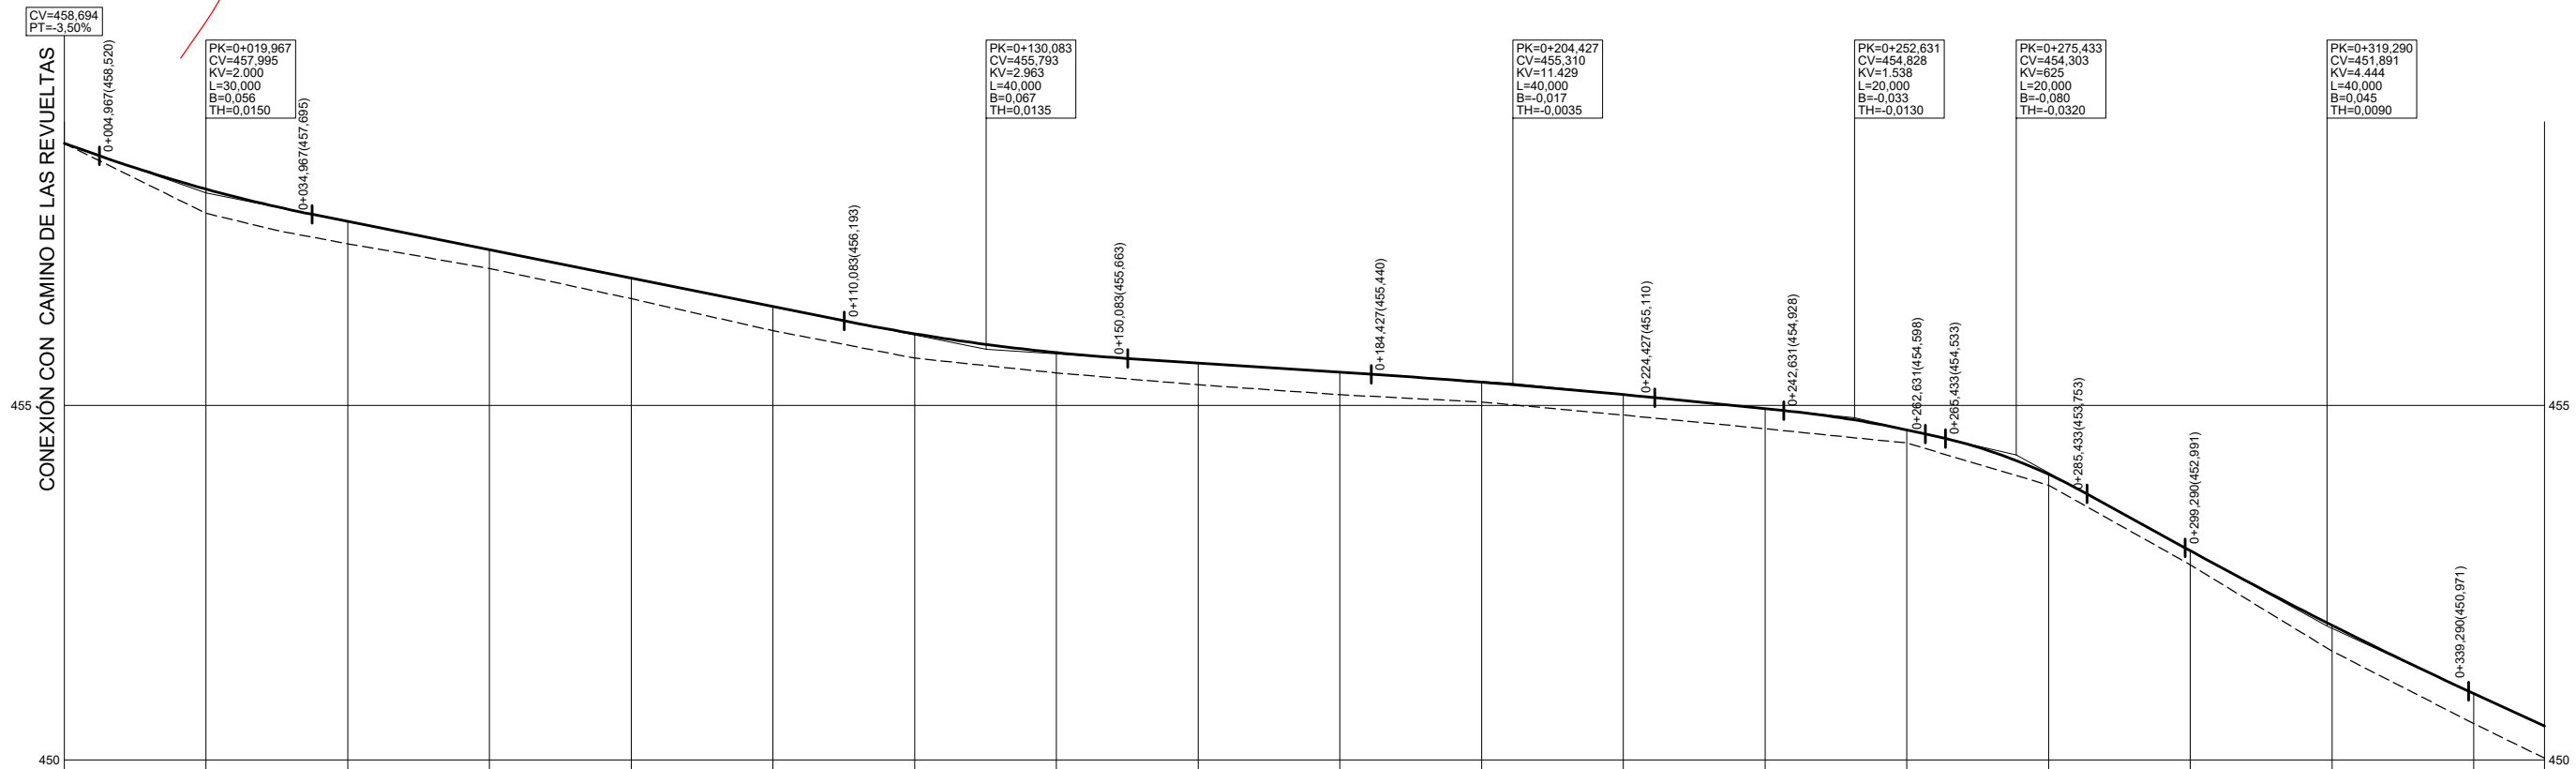 CV=458,694
PT=-3,50%
CONEXION CON CAMINO DE LAS REVUELTAS
0+004,967(458,520)
PK=0+019,967
CV=457,995
KV=2.000
L=30,000
B=0,056
TH=0,0150
0+034,967(457,695)
0+110,083(456,193)
PK=0+130,083
CV=455,793
KV=2.963
L=40,000
B=0,067
TH=0,0135
0+150,083(455,663)
0+184,427(455,440)
PK=0+204,427
CV=455,310
KV=11.429
L=40,000
B=-0,017
TH=-0,0035
0+224,427(455,110)
0+242,631(454,928)
PK=0+252,631
CV=454,828
KV=1.538
L=20,000
B=-0,033
TH=-0,0130
0+262,631(454,598)
0+265,433(454,533)
PK=0+275,433
CV=454,303
KV=625
L=20,000
B=-0,080
TH=-0,0320
0+285,433(453,753)
0+299,290(452,991)
PK=0+319,290
CV=451,891
KV=4.444
L=40,000
B=0,045
TH=0,0090
0+339,290(450,971)
455
455
450
450